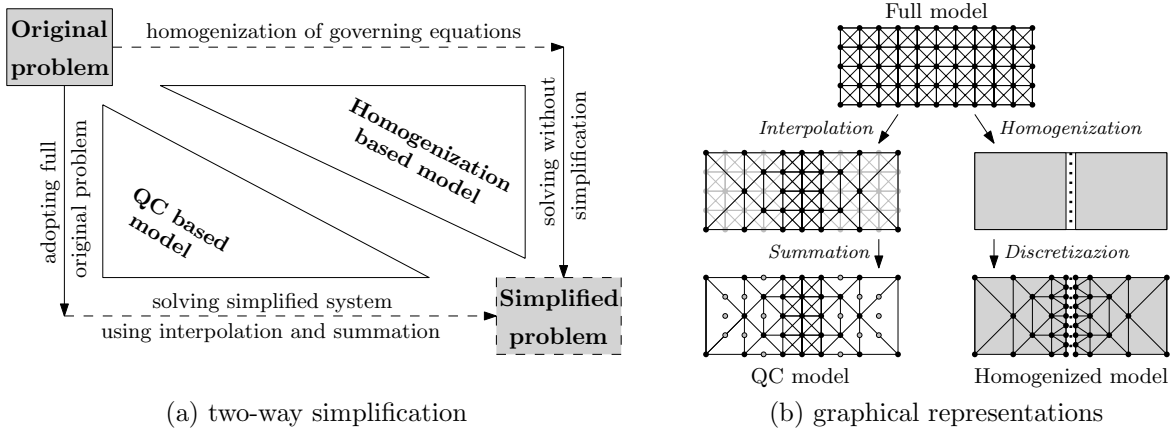 Original
problem
homogenization of governing equations
adopting full
original problem
Homogenization
based model
solving without
simplification
QC based
model
solving simplified system
using interpolation and summation
Simplified
problem
(a) two-way simplification
Full model
Interpolation
Homogenization
Summation
Discretizazion
QC model
Homogenized model
(b) graphical representations